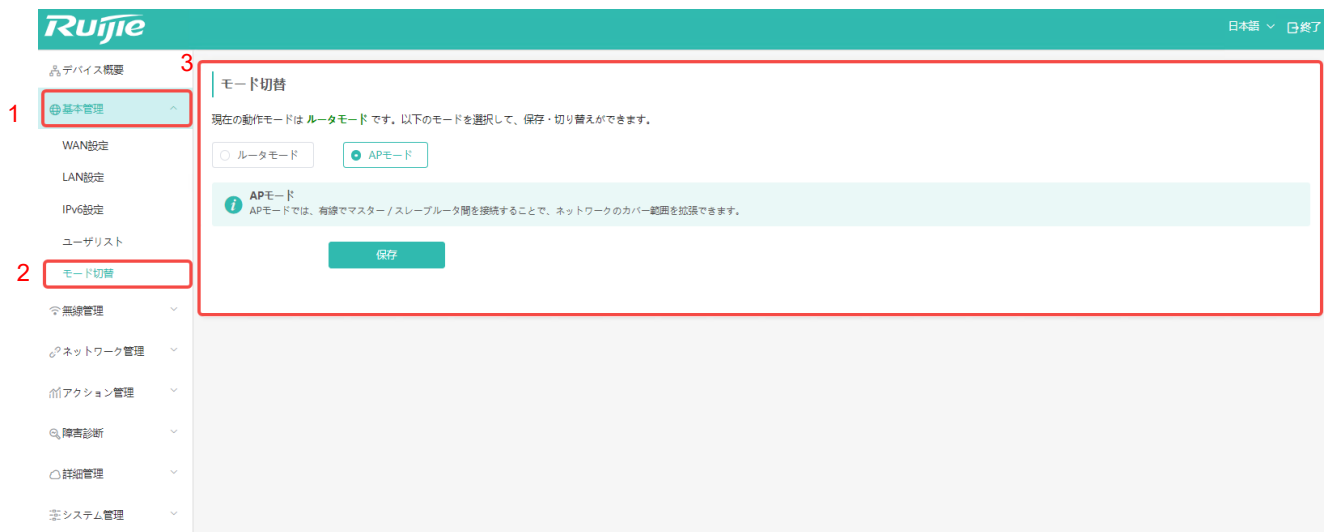 Ruijie
日本語 終了
デバイス概要
3
モード切替
1
基本管理
現在の動作モードは ルータモード です。以下のモードを選択して、保存・切り替えができます。
WAN設定
ルータモード APモード
LAN設定
APモード
IPv6設定
APモードでは、有線でマスター / スレーブルータ間を接続することで、ネットワークのカバー範囲を拡張できます。
ユーザリスト
保存
2
モード切替
無線管理
ネットワーク管理
アクション管理
障害診断
詳細管理
システム管理